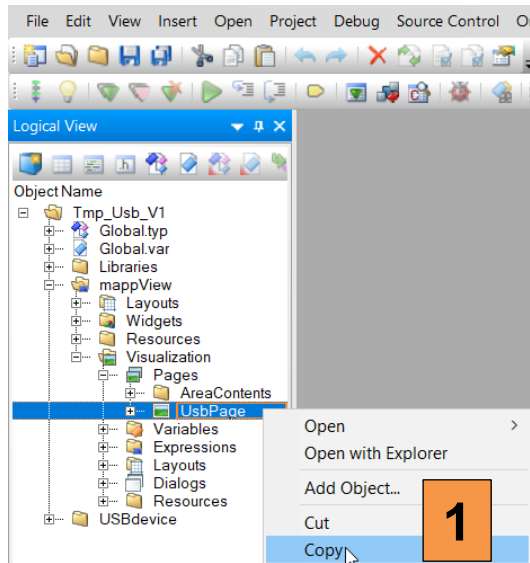 File Edit View Insert Open Project Debug Source Control
Logical View
Object Name
Tmp_Usb_V1
Global.typ
Global.var
Libraries
mappView
Layouts
Widgets
Resources
Visualization
Pages
AreaContents
UsbPage
Variables
Expressions
Layouts
Dialogs
Resources
USBdevice
Open
Open with Explorer
Add Object...
Cut
Copy
1